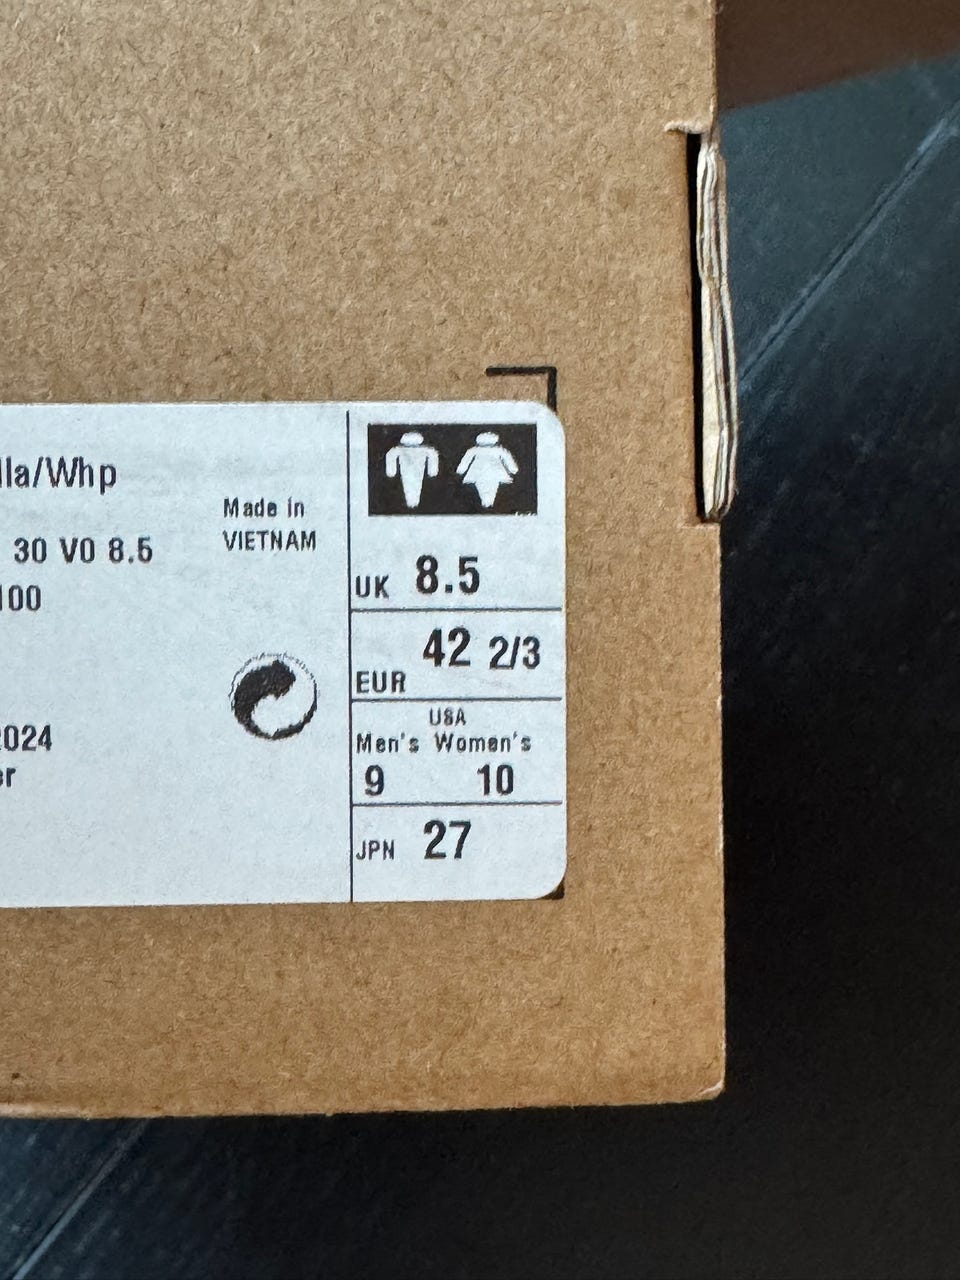 lla/Whp
Made in
VIETNAM
30 V0 8.5
100
2024
er
UK 8.5
EUR 42 2/3
USA
Men's Women's
9 10
JPN 27